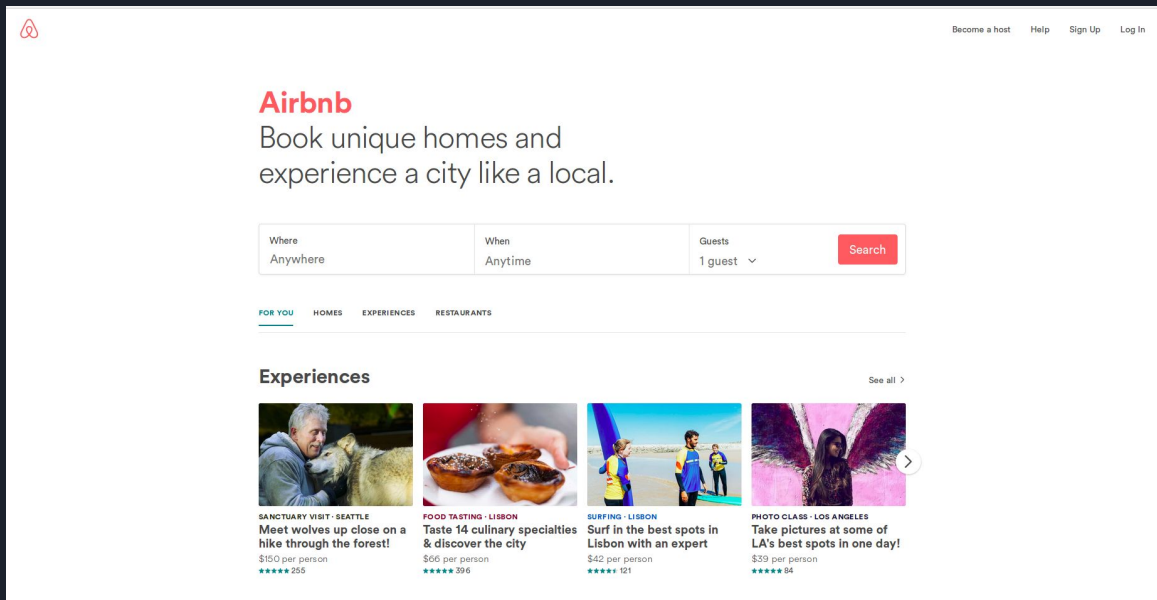 Become a host Help Sign Up Log In
Airbnb
Book unique homes and
experience a city like a local.
Where When Guests
Anywhere Anytime 1 guest
Search
FOR YOU HOMES EXPERIENCES RESTAURANTS
Experiences
See all
SANCTUARY VISIT · SEATTLE
Meet wolves up close on a
hike through the forest!
$150 per person
255
FOOD TASTING · LISBON
Taste 14 culinary specialties
& discover the city
$66 per person
396
SURFING · LISBON
Surf in the best spots in
Lisbon with an expert
$42 per person
121
PHOTO CLASS · LOS ANGELES
Take pictures at some of
LA's best spots in one day!
$39 per person
84